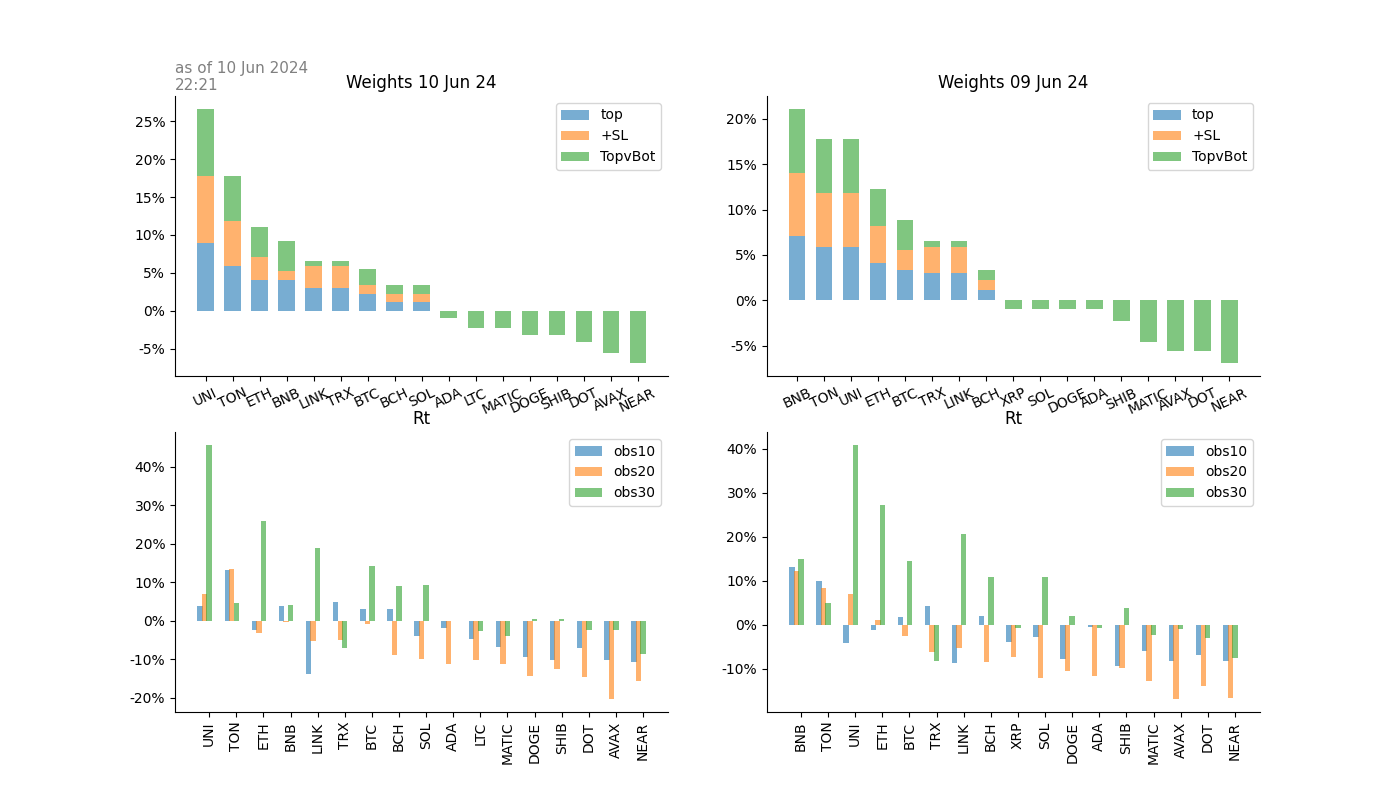 as of 10 Jun 2024
22:21
Weights 10 Jun 24
25%
20%
15%
10%
5%
0%
-5%
top
+SL
TopvBot
UNI TON ETH BNB LINK TRX BTC BCH SOL ADA LTC MATIC DOGE SHIB DOT AVAX NEAR
Weights 09 Jun 24
20%
15%
10%
5%
0%
-5%
top
+SL
TopvBot
BNB TON UNI ETH BTC TRX LINK BCH XRP SOL DOGE ADA SHIB MATIC AVAX DOT NEAR
Rt
40%
30%
20%
10%
0%
-10%
-20%
obs10
obs20
obs30
UNI TON ETH BNB LINK TRX BTC BCH SOL ADA LTC MATIC DOGE SHIB DOT AVAX NEAR
Rt
40%
30%
20%
10%
0%
-10%
obs10
obs20
obs30
BNB TON UNI ETH BTC TRX LINK BCH XRP SOL DOGE ADA SHIB MATIC AVAX DOT NEAR